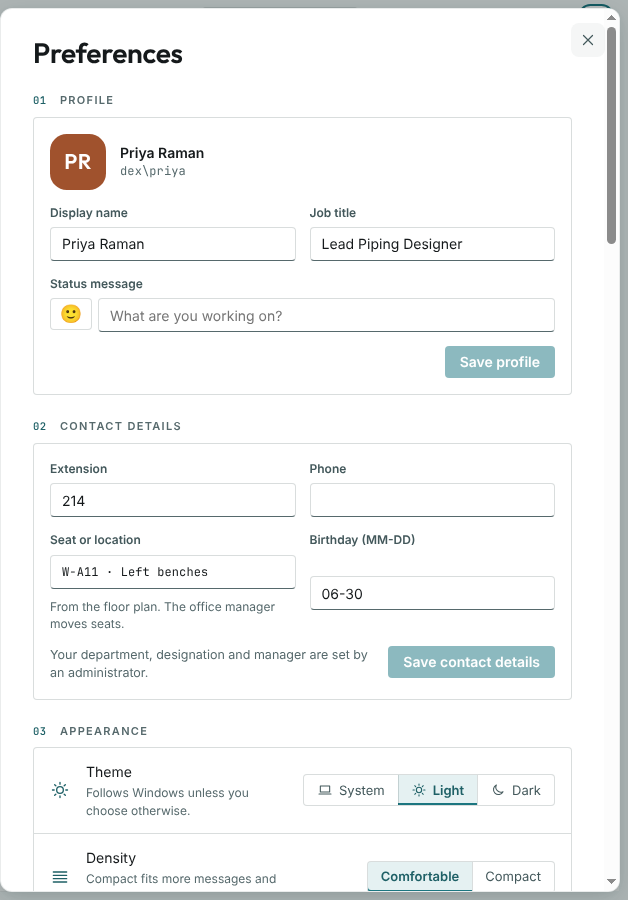 Preferences
01 PROFILE
PR
Priya Raman
dex\priya
Display name
Job title
Priya Raman
Lead Piping Designer
Status message
What are you working on?
Save profile
02 CONTACT DETAILS
Extension
Phone
214
Seat or location
Birthday (MM-DD)
W-A11 · Left benches
06-30
From the floor plan. The office manager
moves seats.
Your department, designation and manager are set by
an administrator.
Save contact details
03 APPEARANCE
Theme
Follows Windows unless you
choose otherwise.
System
Light
Dark
Density
Compact fits more messages and
Comfortable
Compact